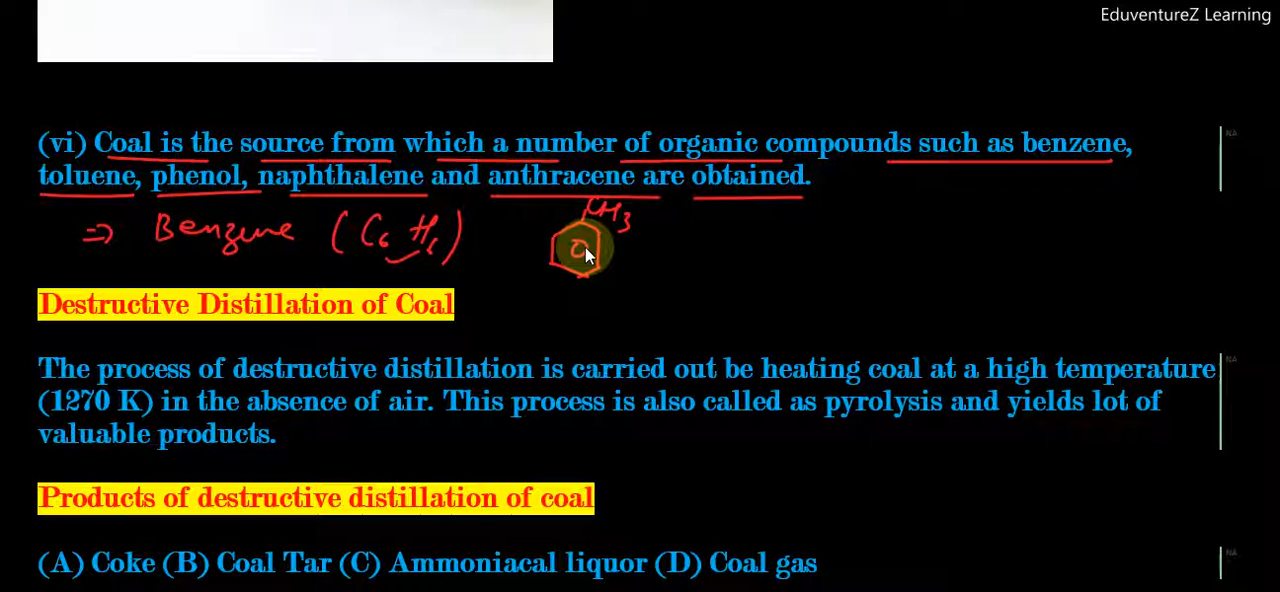 EduventureZ Learning
(vi) Coal is the source from which a number of organic compounds such as benzene,
toluene, phenol, naphthalene and anthracene are obtained.
CH3
⇒ Benzene (C6H6)
Destructive Distillation of Coal
The process of destructive distillation is carried out be heating coal at a high temperature
(1270 K) in the absence of air. This process is also called as pyrolysis and yields lot of
valuable products.
Products of destructive distillation of coal
(A) Coke (B) Coal Tar (C) Ammoniacal liquor (D) Coal gas